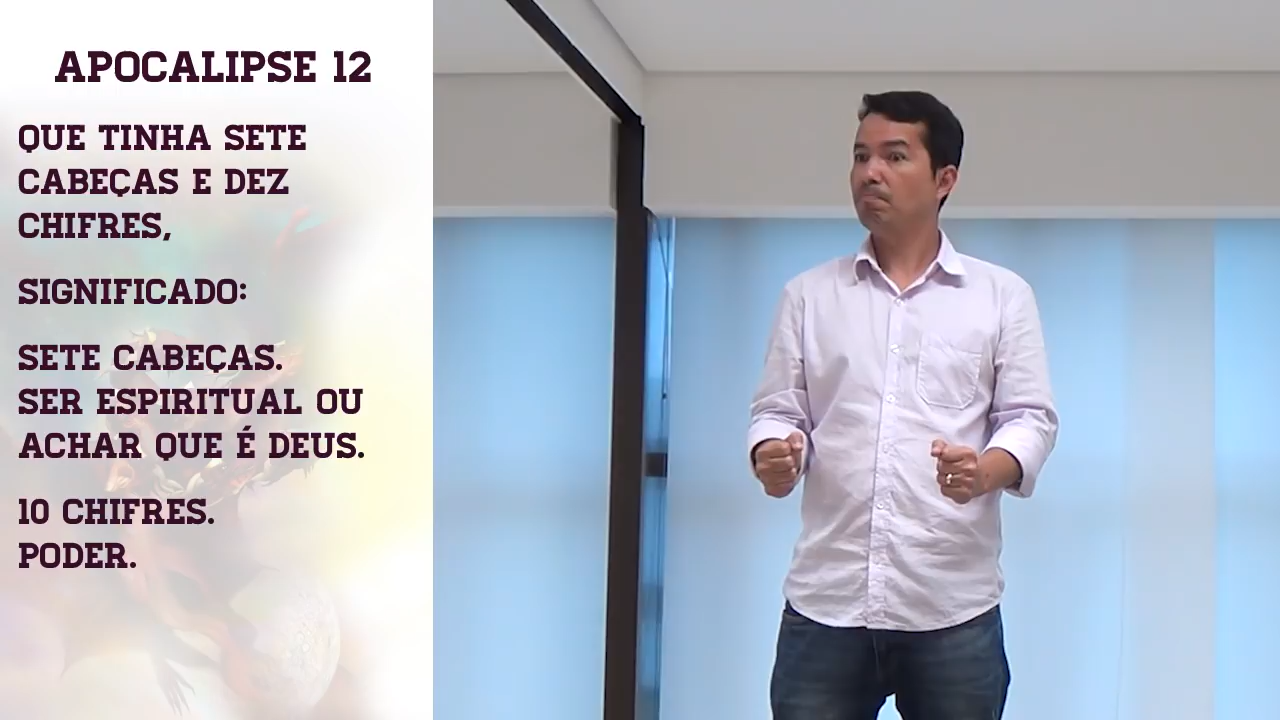 APOCALIPSE 12
QUE TINHA SETE
CABEÇAS E DEZ
CHIFRES,
SIGNIFICADO:
SETE CABEÇAS.
SER ESPIRITUAL OU
ACHAR QUE É DEUS.
10 CHIFRES.
PODER.